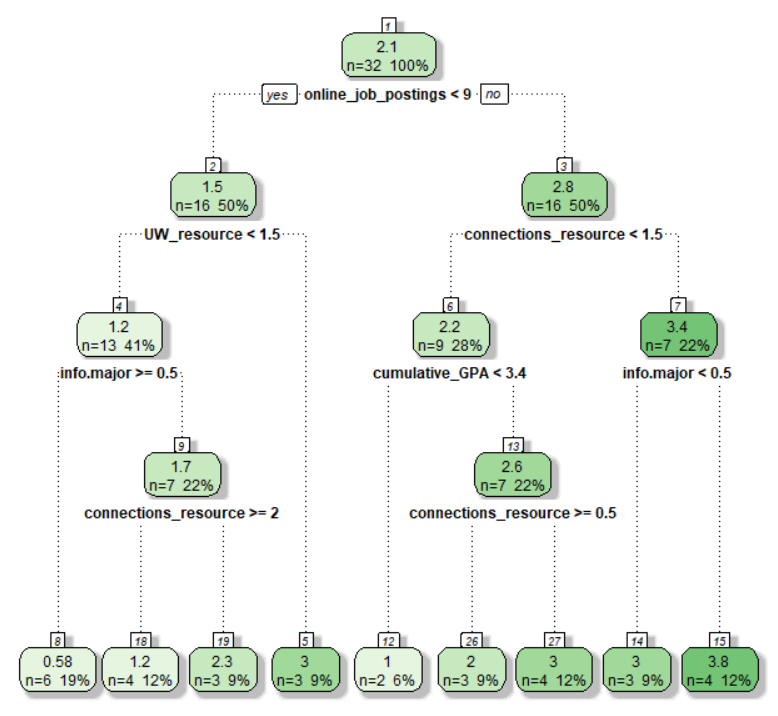 1
2.1
n=32 100%
yes online_job_postings < 9 no
2
1.5
n=16 50%
UW_resource < 1.5
3
2.8
n=16 50%
connections_resource < 1.5
4
1.2
n=13 41%
info.major >= 0.5
6
2.2
n=9 28%
cumulative_GPA < 3.4
7
3.4
n=7 22%
info.major < 0.5
9
1.7
n=7 22%
connections_resource >= 2
13
2.6
n=7 22%
connections_resource >= 0.5
8
0.58
n=6 19%
18
1.2
n=4 12%
19
2.3
n=3 9%
5
3
n=3 9%
12
1
n=2 6%
26
2
n=3 9%
27
3
n=4 12%
14
3
n=3 9%
15
3.8
n=4 12%